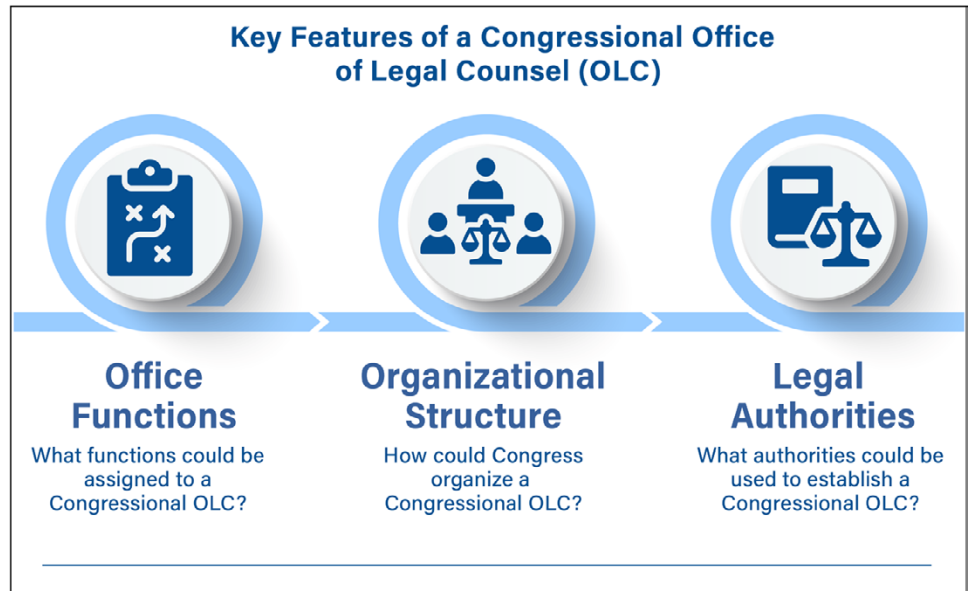 Key Features of a Congressional Office
of Legal Counsel (OLC)
Office
Functions
What functions could be
assigned to a
Congressional OLC?
Organizational
Structure
How could Congress
organize a
Congressional OLC?
Legal
Authorities
What authorities could be
used to establish a
Congressional OLC?